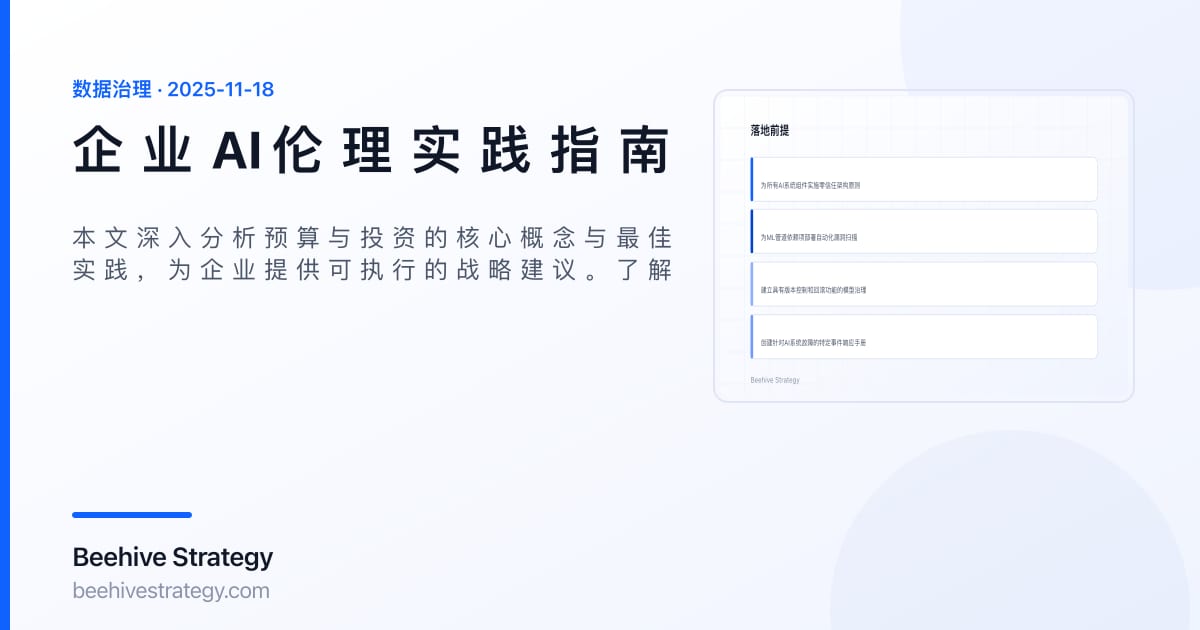 数据治理 · 2025-11-18
企业AI伦理实践指南
本文深入分析预算与投资的核心概念与最佳
实践，为企业提供可执行的战略建议。了解
落地前提
为所有AI系统组件实施零信任架构原则
为ML管道依赖项部署自动化漏洞扫描
建立具有版本控制和回滚功能的模型治理
创建针对AI系统故障的特定事件响应手册
Beehive Strategy
Beehive Strategy
beehivestrategy.com